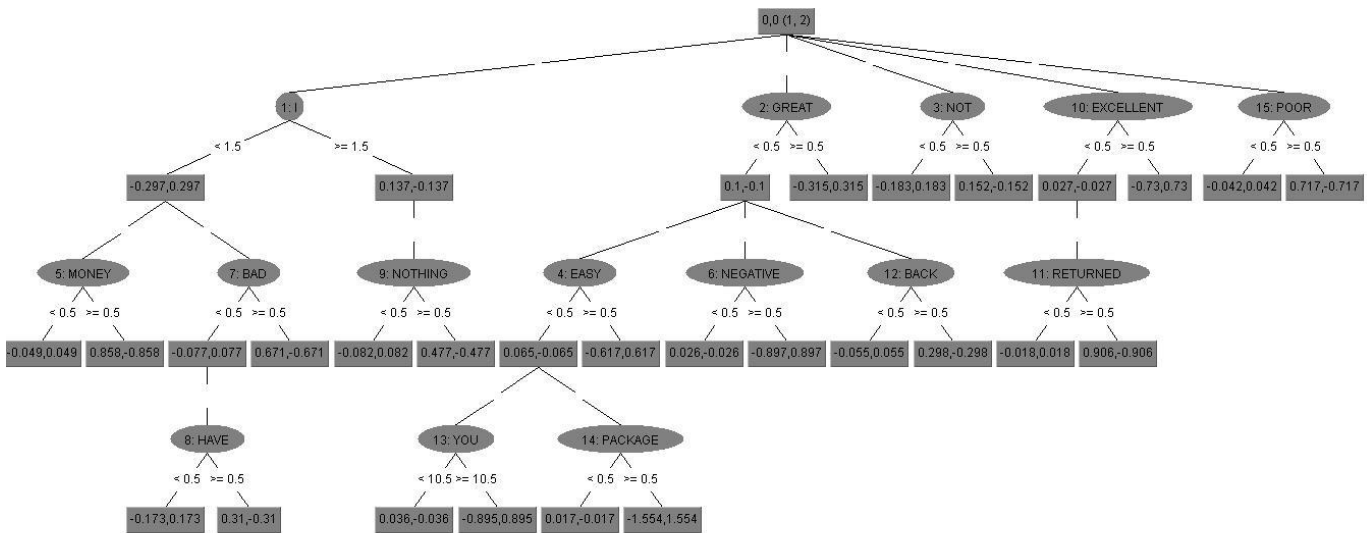 0,0 (1, 2)
1: I 2: GREAT 3: NOT 10: EXCELLENT 15: POOR
< 1.5 >= 1.5 < 0.5 >= 0.5 < 0.5 >= 0.5 < 0.5 >= 0.5 < 0.5 >= 0.5
-0.297,0.297 0.137,-0.137 0.1,-0.1 -0.315,0.315 -0.183,0.183 0.152,-0.152 0.027,-0.027 -0.73,0.73 -0.042,0.042 0.717,-0.717
5: MONEY 7: BAD 9: NOTHING 4: EASY 6: NEGATIVE 12: BACK 11: RETURNED
< 0.5 >= 0.5 < 0.5 >= 0.5 < 0.5 >= 0.5 < 0.5 >= 0.5 < 0.5 >= 0.5 < 0.5 >= 0.5 < 0.5 >= 0.5
-0.049,0.049 0.858,-0.858 -0.077,0.077 0.671,-0.671 -0.082,0.082 0.477,-0.477 0.065,-0.065 -0.617,0.617 0.026,-0.026 -0.897,0.897 -0.055,0.055 0.298,-0.298 -0.018,0.018 0.906,-0.906
8: HAVE 13: YOU 14: PACKAGE
< 0.5 >= 0.5 < 10.5 >= 10.5 < 0.5 >= 0.5
-0.173,0.173 0.31,-0.31 0.036,-0.036 -0.895,0.895 0.017,-0.017 -1.554,1.554